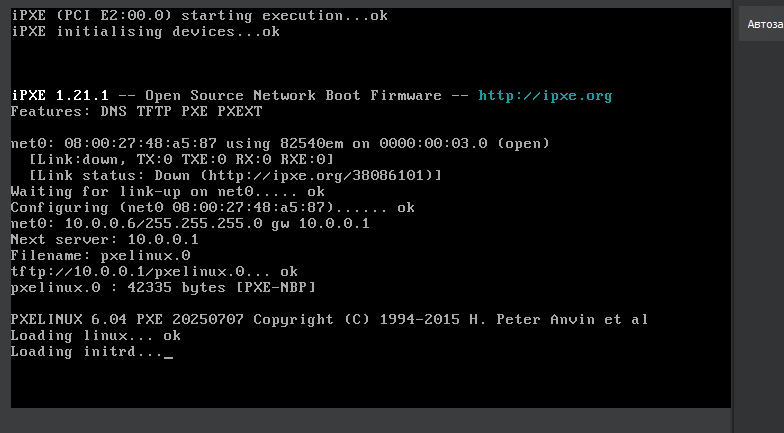 iPXE (PCI E2:00.0) starting execution...ok
iPXE initialising devices...ok
iPXE 1.21.1 -- Open Source Network Boot Firmware -- http://ipxe.org
Features: DNS TFTP PXE PXEXT
net0: 08:00:27:48:a5:87 using 82540em on 0000:00:03.0 (open)
[Link:down, TX:0 TXE:0 RX:0 RXE:0]
[Link status: Down (http://ipxe.org/38086101)]
Waiting for link-up on net0..... ok
Configuring (net0 08:00:27:48:a5:87)...... ok
net0: 10.0.0.6/255.255.255.0 gw 10.0.0.1
Next server: 10.0.0.1
Filename: pxelinux.0
tftp://10.0.0.1/pxelinux.0... ok
pxelinux.0 : 42335 bytes [PXE-NBP]
PXELINUX 6.04 PXE 20250707 Copyright (C) 1994-2015 H. Peter Anvin et al
Loading linux... ok
Loading initrd..._
Автоза